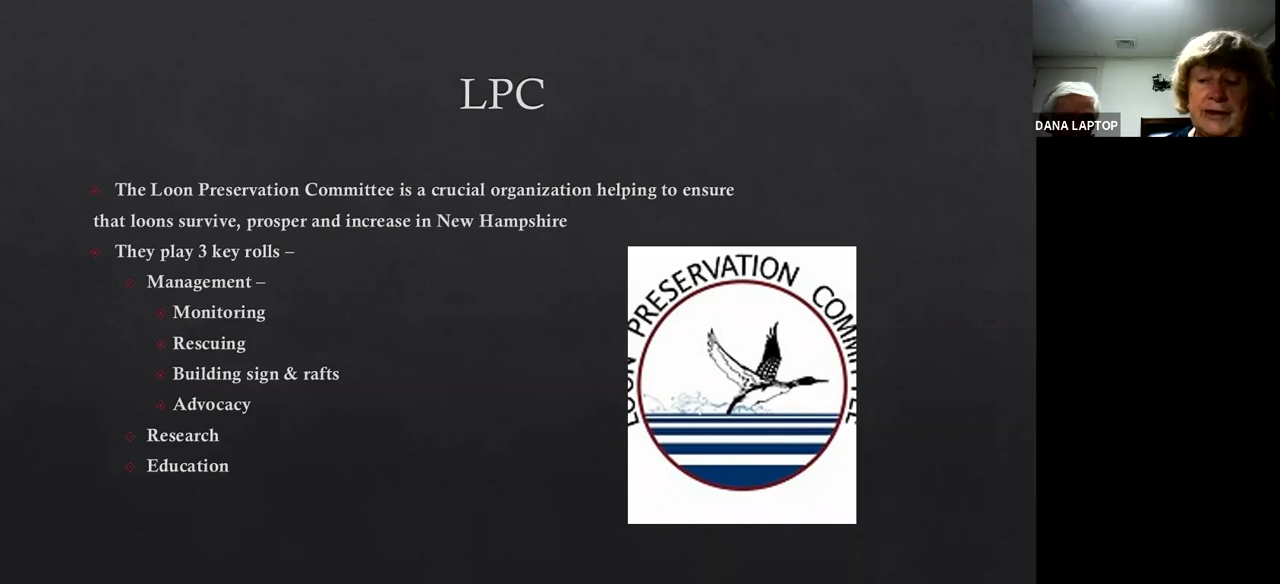 LPC
The Loon Preservation Committee is a crucial organization helping to ensure
that loons survive, prosper and increase in New Hampshire
They play 3 key rolls –
Management –
Monitoring
Rescuing
Building sign & rafts
Advocacy
Research
Education
LOON PRESERVATION COMMITTEE
DANA LAPTOP